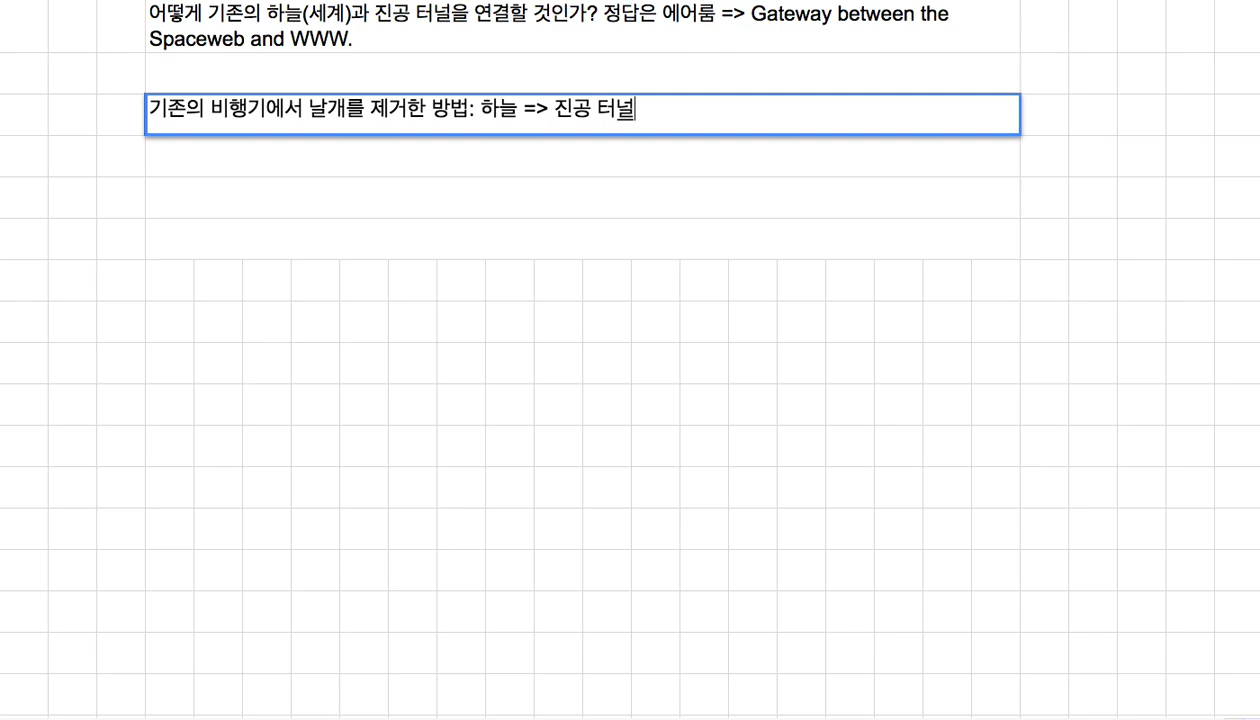 어떻게 기존의 하늘(세계)과 진공 터널을 연결할 것인가? 정답은 에어룸 => Gateway between the
Spaceweb and WWW.
기존의 비행기에서 날개를 제거한 방법: 하늘 => 진공 터널